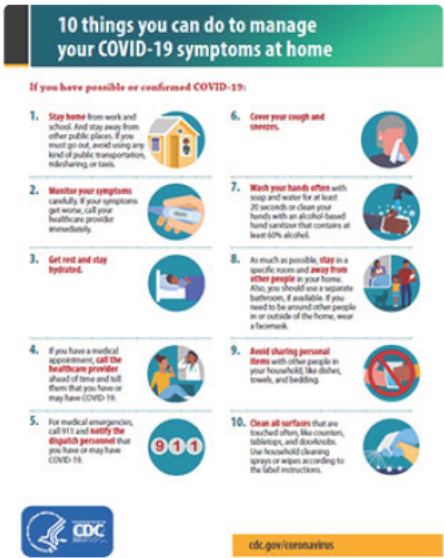 10 things you can do to manage
your COVID-19 symptoms at home
If you have possible or confirmed COVID-19:
1. Stay home from work and
school. And stay away from
other public places. If you
must go out, avoid using any
kind of public transportation,
ridesharing, or taxis.
2. Monitor your symptoms
carefully. If your symptoms
get worse, call your
healthcare provider
immediately.
3. Get rest and stay
hydrated.
4. If you have a medical
appointment, call the
healthcare provider
ahead of time and tell
them that you have or
may have COVID-19.
5. For medical emergencies,
call 911 and notify the
dispatch personnel that
you have or may have
COVID-19.
911
6. Cover your cough and
sneezes.
7. Wash your hands often with
soap and water for at least
20 seconds or clean your
hands with an alcohol-based
hand sanitizer that contains at
least 60% alcohol.
8. As much as possible, stay in a
specific room and away from
other people in your home.
Also, you should use a separate
bathroom, if available. If you
need to be around other people
in or outside of the home, wear
a facemask.
9. Avoid sharing personal
items with other people in
your household, like dishes,
towels, and bedding.
10. Clean all surfaces that are
touched often, like counters,
tabletops, and doorknobs.
Use household cleaning
sprays or wipes according to
the label instructions.
CDC
cdc.gov/coronavirus